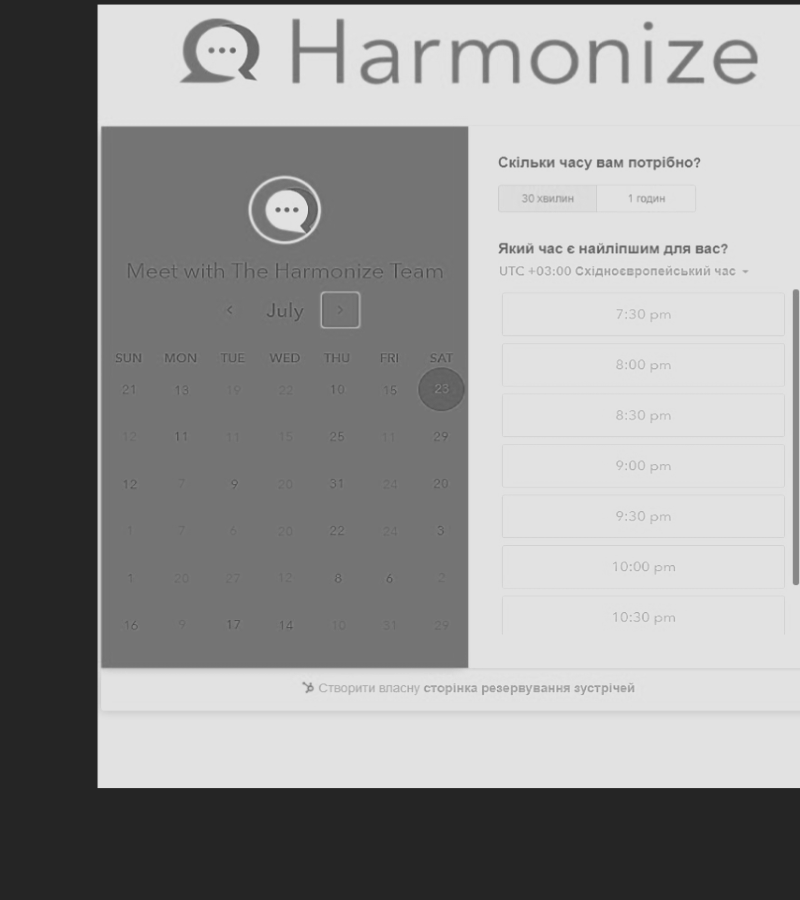 Harmonize
Meet with The Harmonize Team
< July >
SUN MON TUE WED THU FRI SAT
21 13 19 22 10 15 23
12 11 11 15 25 11 29
12 7 9 20 31 24 20
1 7 6 20 22 24 3
1 20 27 12 8 6 2
16 9 17 14 10 31 29
Скільки часу вам потрібно?
30 хвилин 1 годин
Який час є найліпшим для вас?
UTC +03:00 Східноєвропейський час
7:30 pm
8:00 pm
8:30 pm
9:00 pm
9:30 pm
10:00 pm
10:30 pm
Створити власну сторінка резервування зустрічей